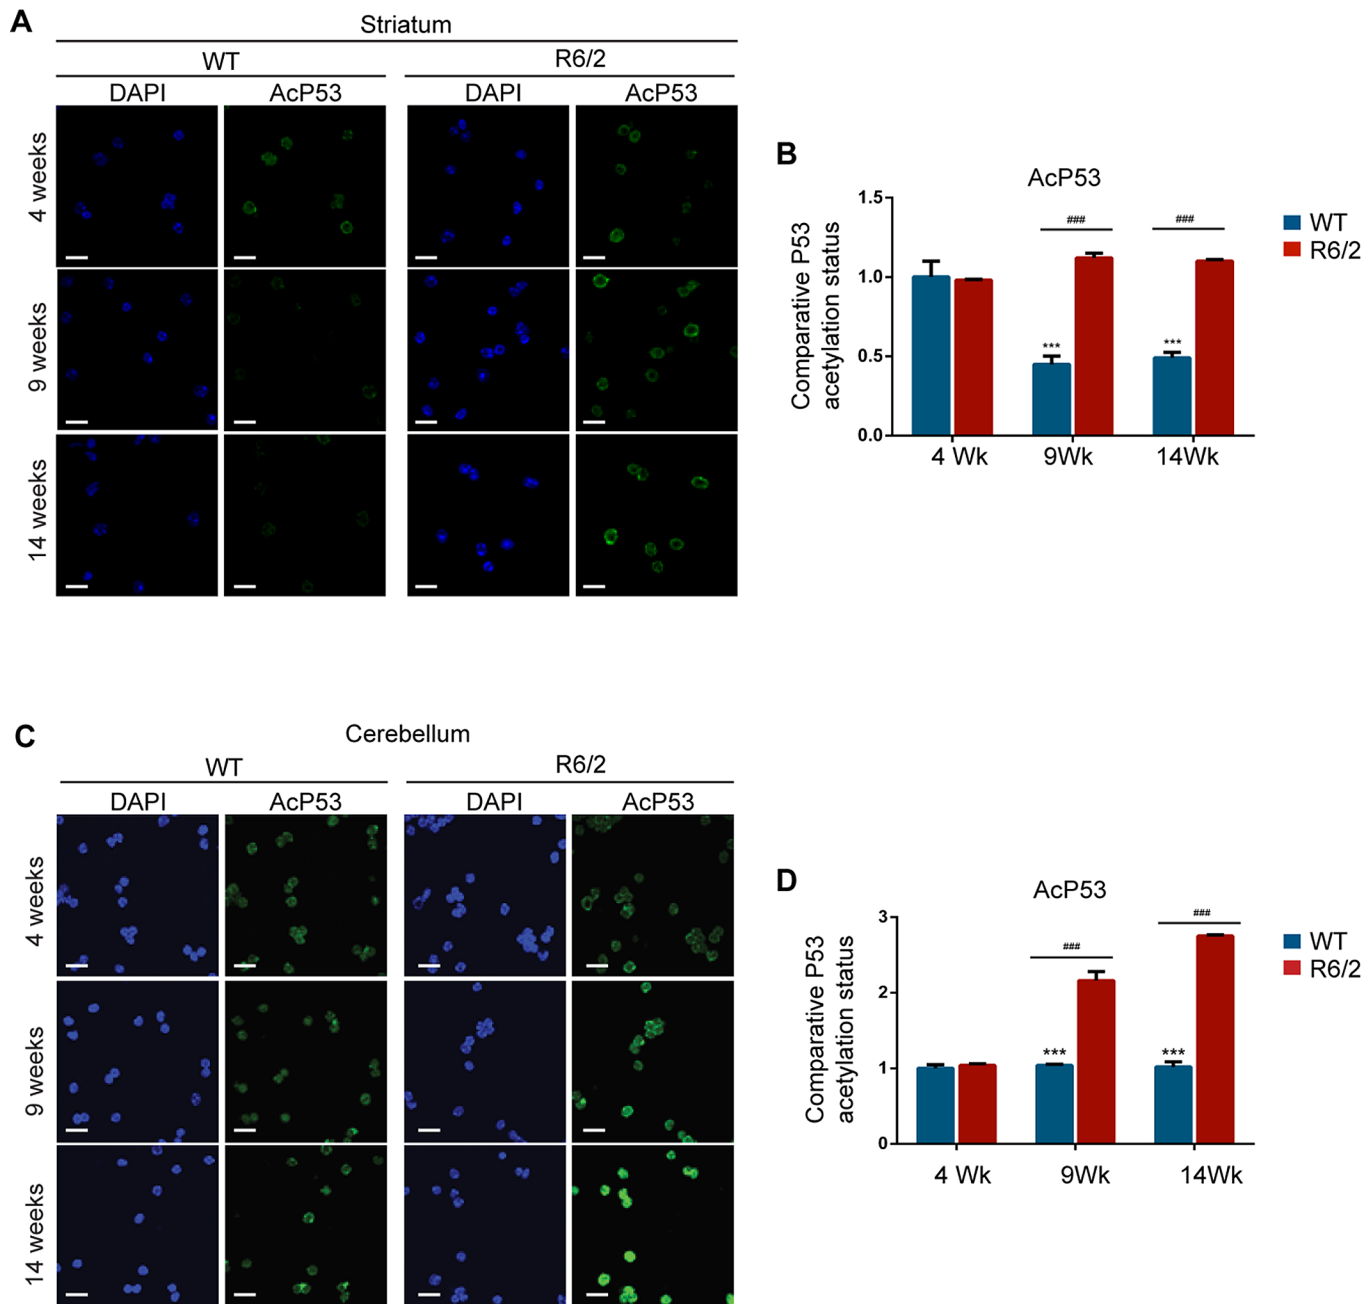 A
Striatum
WT
R6/2
DAPI
AcP53
DAPI
AcP53
4 weeks
9 weeks
14 weeks
B
AcP53
Comparative P53
acetylation status
1.5
1.0
0.5
0.0
###
###
***
***
4 Wk
9Wk
14Wk
WT
R6/2
C
Cerebellum
WT
R6/2
DAPI
AcP53
DAPI
AcP53
4 weeks
9 weeks
14 weeks
D
AcP53
Comparative P53
acetylation status
3
2
1
0
###
###
***
***
4 Wk
9Wk
14Wk
WT
R6/2